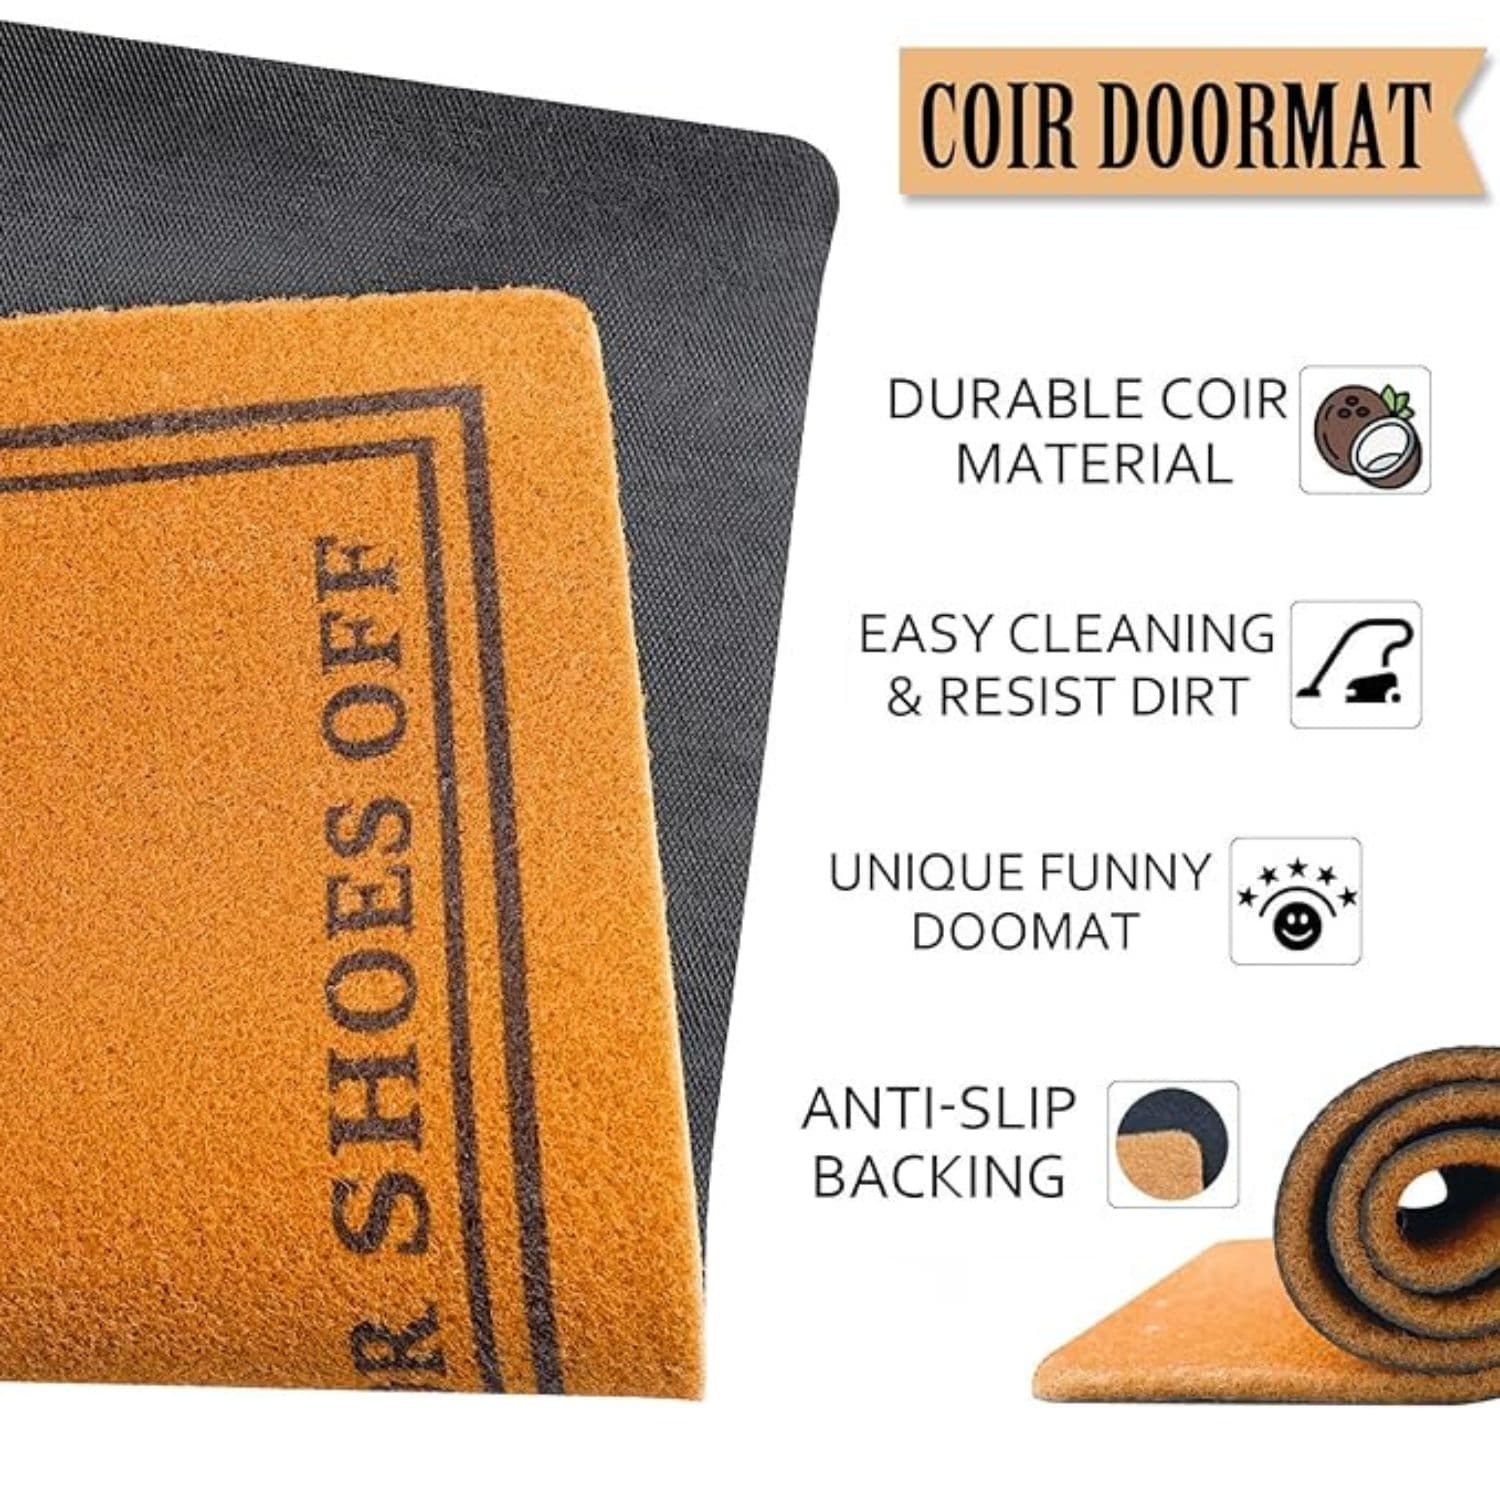 COIR DOORMAT
DURABLE COIR
MATERIAL
EASY CLEANING
& RESIST DIRT
UNIQUE FUNNY
DOOMAT
ANTI-SLIP
BACKING
R SHOES OFF